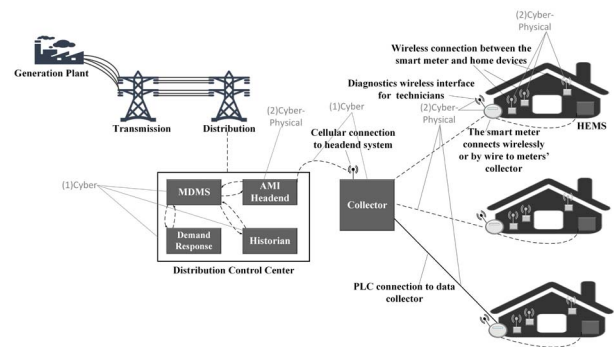 (2)Cyber-
Physical
Wireless connection between the
smart meter and home devices
Generation Plant
Diagnostics wireless interface
for technicians
(2)Cyber-
Physical
(1)Cyber
(2)Cyber-
Physical
Transmission
Distribution
HEMS
Cellular connection
to headend system
The smart meter
connects wirelessly
or by wire to meters'
collector
(1)Cyber
MDMS
AMI
Headend
Collector
Demand
Response
Historian
Distribution Control Center
PLC connection to data
collector